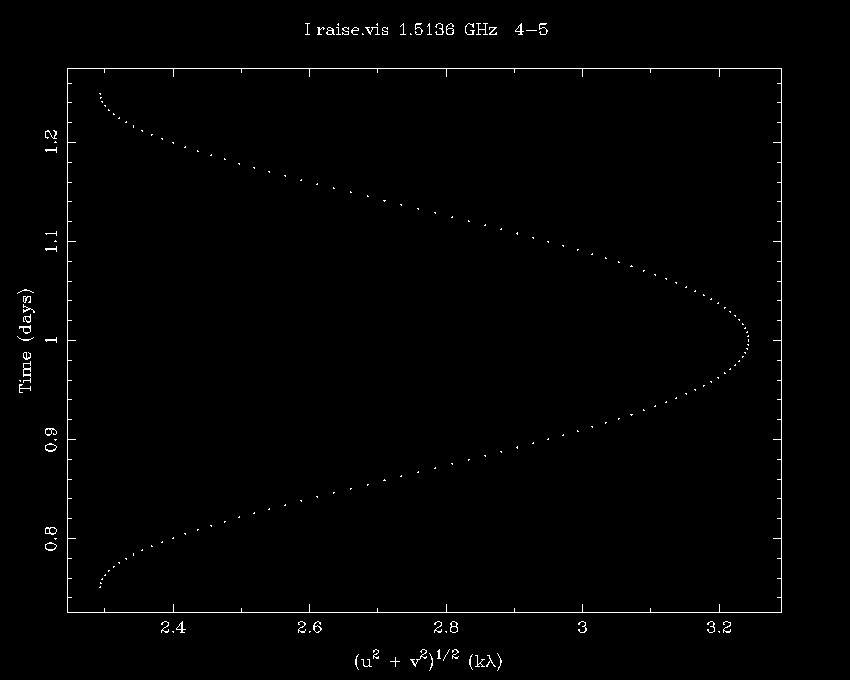 I raise.vis 1.5136 GHz 4-5
1.2
1.1
1
0.9
0.8
Time (days)
2.4 2.6 2.8 3 3.2
(u² + v²)^1/2 (kλ)